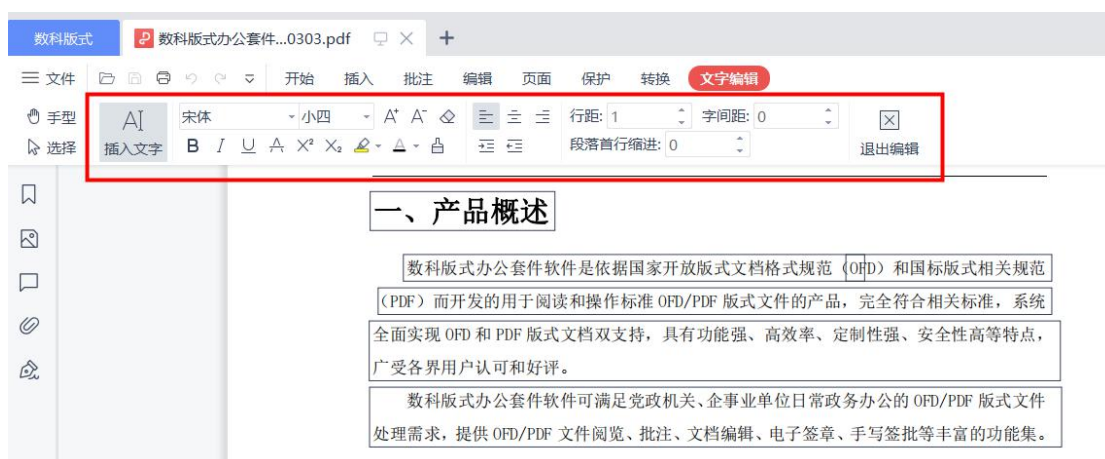 数科版式 数科版式办公套件...0303.pdf
文件 开始 插入 批注 编辑 页面 保护 转换 文字编辑
手型 AI 宋体 小四 A⁺ A⁻ 行距: 1 字间距: 0
选择 插入文字 B I U A X² X₂ A 段落首行缩进: 0 退出编辑
一、产品概述
数科版式办公套件软件是依据国家开放版式文档格式规范（OFD）和国标版式相关规范
（PDF）而开发的用于阅读和操作标准 OFD/PDF 版式文件的产品，完全符合相关标准，系统
全面实现 OFD 和 PDF 版式文档双支持，具有功能强、高效率、定制性强、安全性高等特点，
广受各界用户认可和好评。
数科版式办公套件软件可满足党政机关、企事业单位日常政务办公的 OFD/PDF 版式文件
处理需求，提供 OFD/PDF 文件阅览、批注、文档编辑、电子签章、手写签批等丰富的功能集。